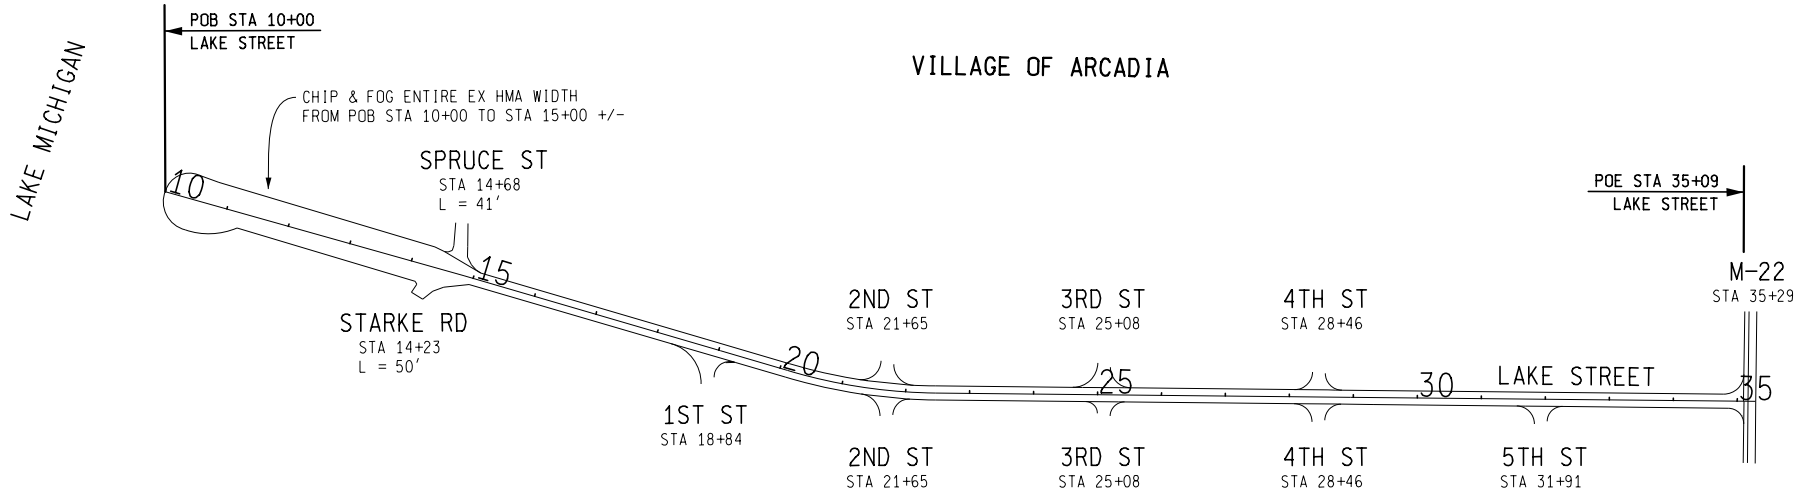 POB STA 10+00
LAKE STREET
VILLAGE OF ARCADIA
LAKE MICHIGAN
CHIP & FOG ENTIRE EX HMA WIDTH
FROM POB STA 10+00 TO STA 15+00 +/-
SPRUCE ST
STA 14+68
L = 41'
10
15
POE STA 35+09
LAKE STREET
M-22
STA 35+29
STARKE RD
STA 14+23
L = 50'
2ND ST
STA 21+65
3RD ST
STA 25+08
4TH ST
STA 28+46
20
25
30
LAKE STREET
35
1ST ST
STA 18+84
2ND ST
STA 21+65
3RD ST
STA 25+08
4TH ST
STA 28+46
5TH ST
STA 31+91